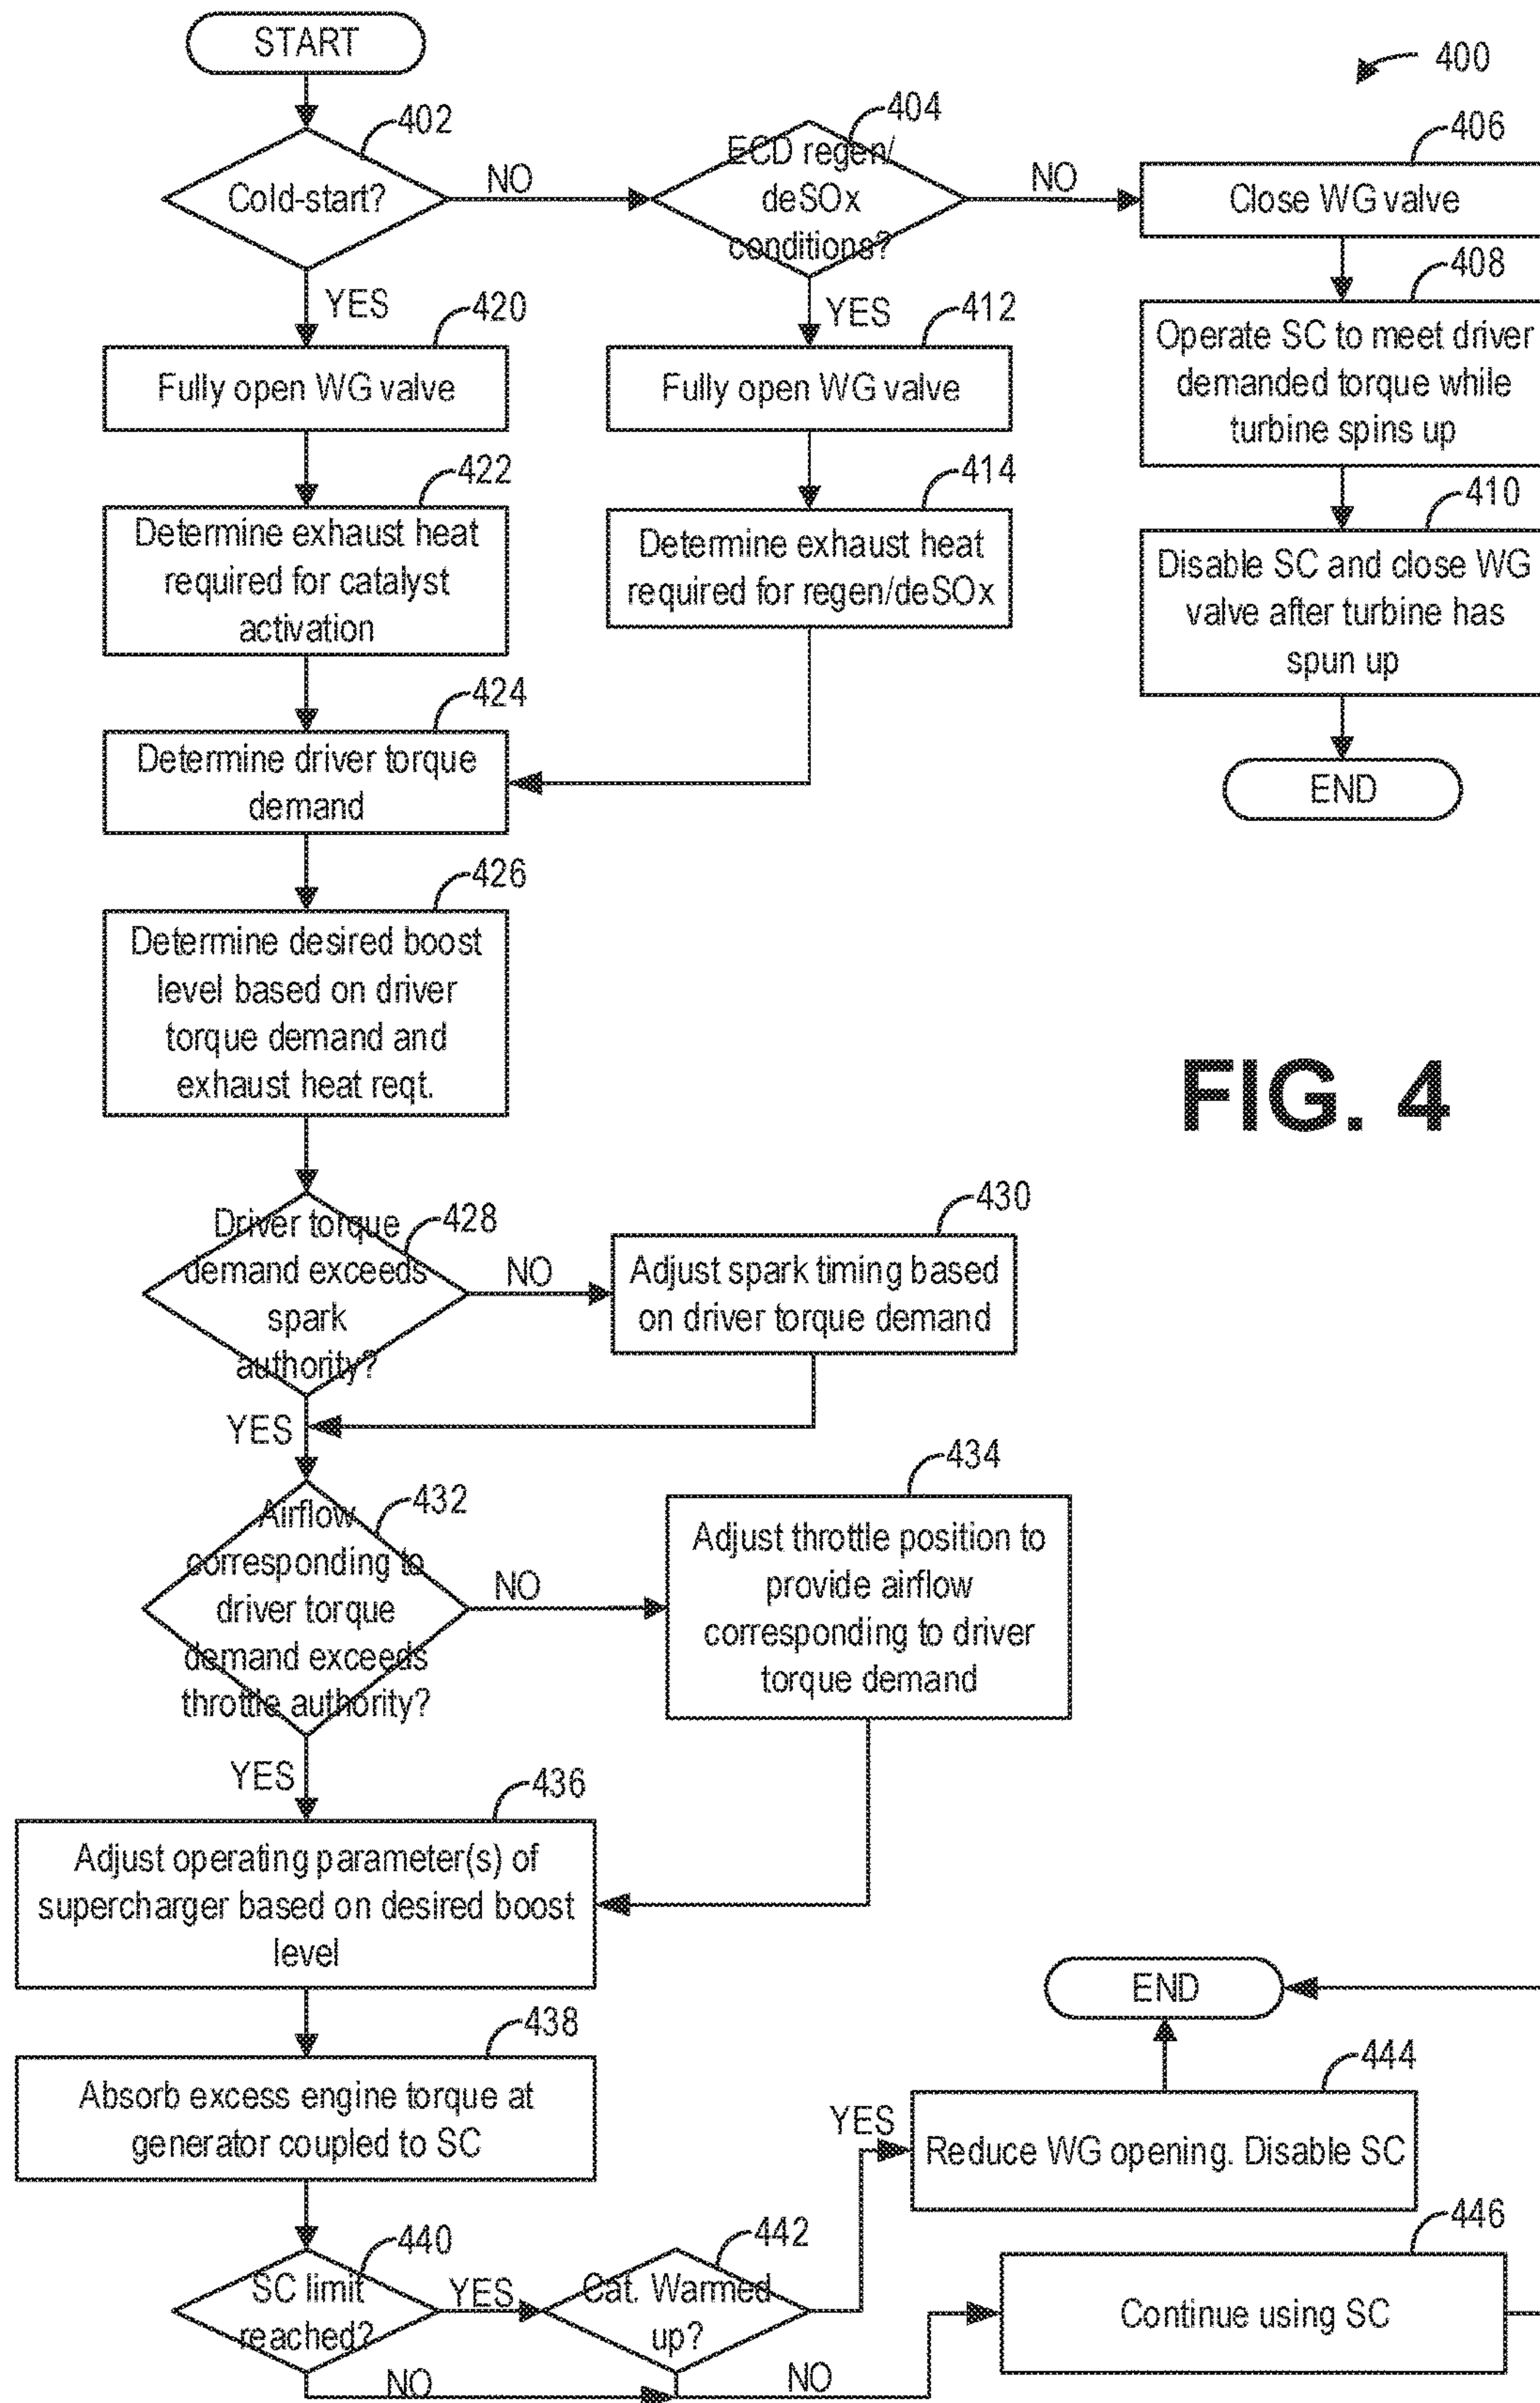 START
400
402
Cold-start?
NO
404
ECD regen/
deSOx
conditions?
NO
406
Close WG valve
YES
420
Fully open WG valve
YES
412
Fully open WG valve
408
Operate SC to meet driver
demanded torque while
turbine spins up
422
Determine exhaust heat
required for catalyst
activation
414
Determine exhaust heat
required for regen/deSOx
410
Disable SC and close WG
valve after turbine has
spun up
END
424
Determine driver torque
demand
426
Determine desired boost
level based on driver
torque demand and
exhaust heat reqt.
FIG. 4
428
Driver torque
demand exceeds
spark
authority?
NO
430
Adjust spark timing based
on driver torque demand
YES
432
Airflow
corresponding to
driver torque
demand exceeds
throttle authority?
NO
434
Adjust throttle position to
provide airflow
corresponding to driver
torque demand
YES
436
Adjust operating parameter(s) of
supercharger based on desired boost
level
438
Absorb excess engine torque at
generator coupled to SC
END
440
SC limit
reached?
YES
NO
442
Cat. Warmed
up?
YES
NO
444
Reduce WG opening. Disable SC
446
Continue using SC